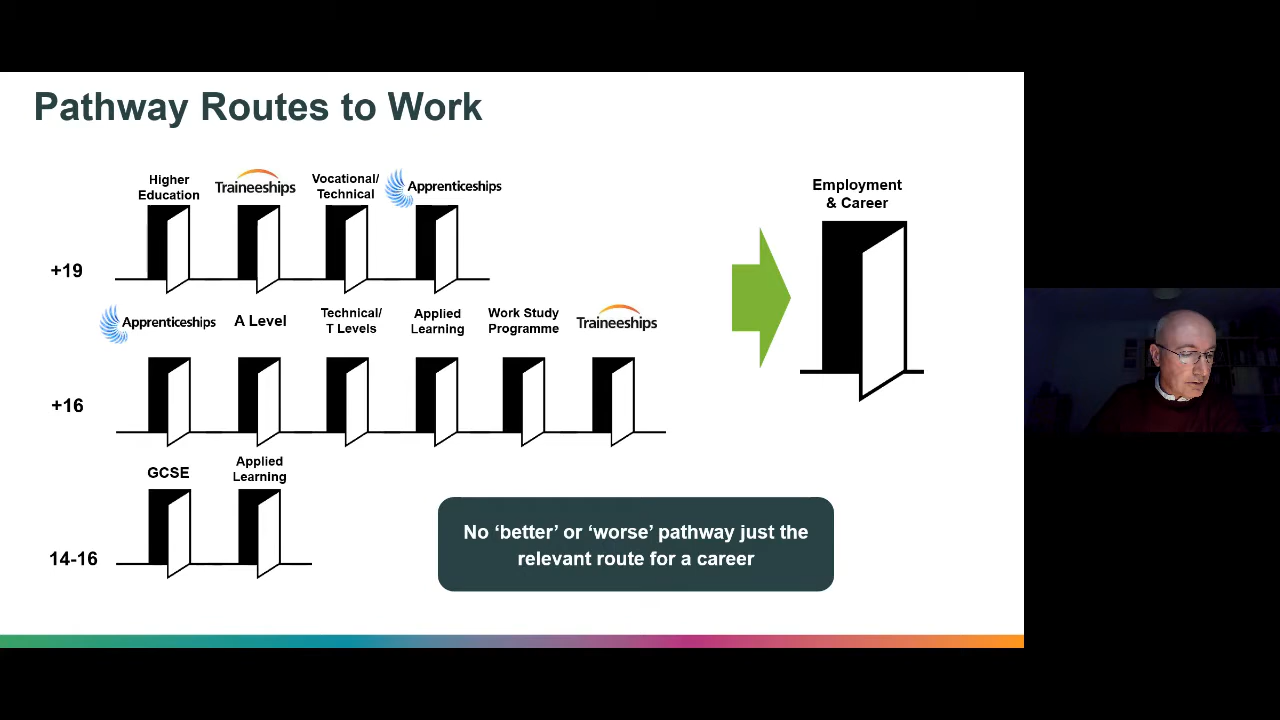 Pathway Routes to Work
Higher
Education
Traineeships
Vocational/
Technical
Apprenticeships
+19
Employment
& Career
Apprenticeships
A Level
Technical/
T Levels
Applied
Learning
Work Study
Programme
Traineeships
+16
GCSE
Applied
Learning
14-16
No ‘better’ or ‘worse’ pathway just the
relevant route for a career